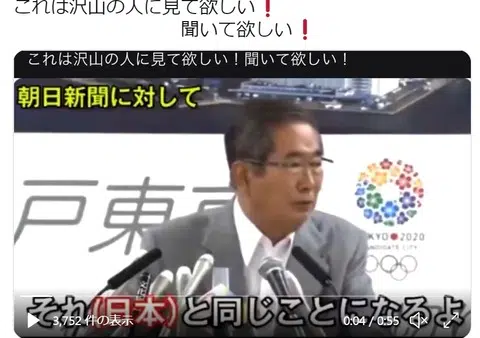 これは沢山の人に見て欲しい❗
聞いて欲しい❗
これは沢山の人に見て欲しい！聞いて欲しい！
朝日新聞に対して
戸東京
TOKYO 2020
CANDIDATE CITY
それ(日本)と同じことになるよ
3,752 件の表示
0:04 / 0:55